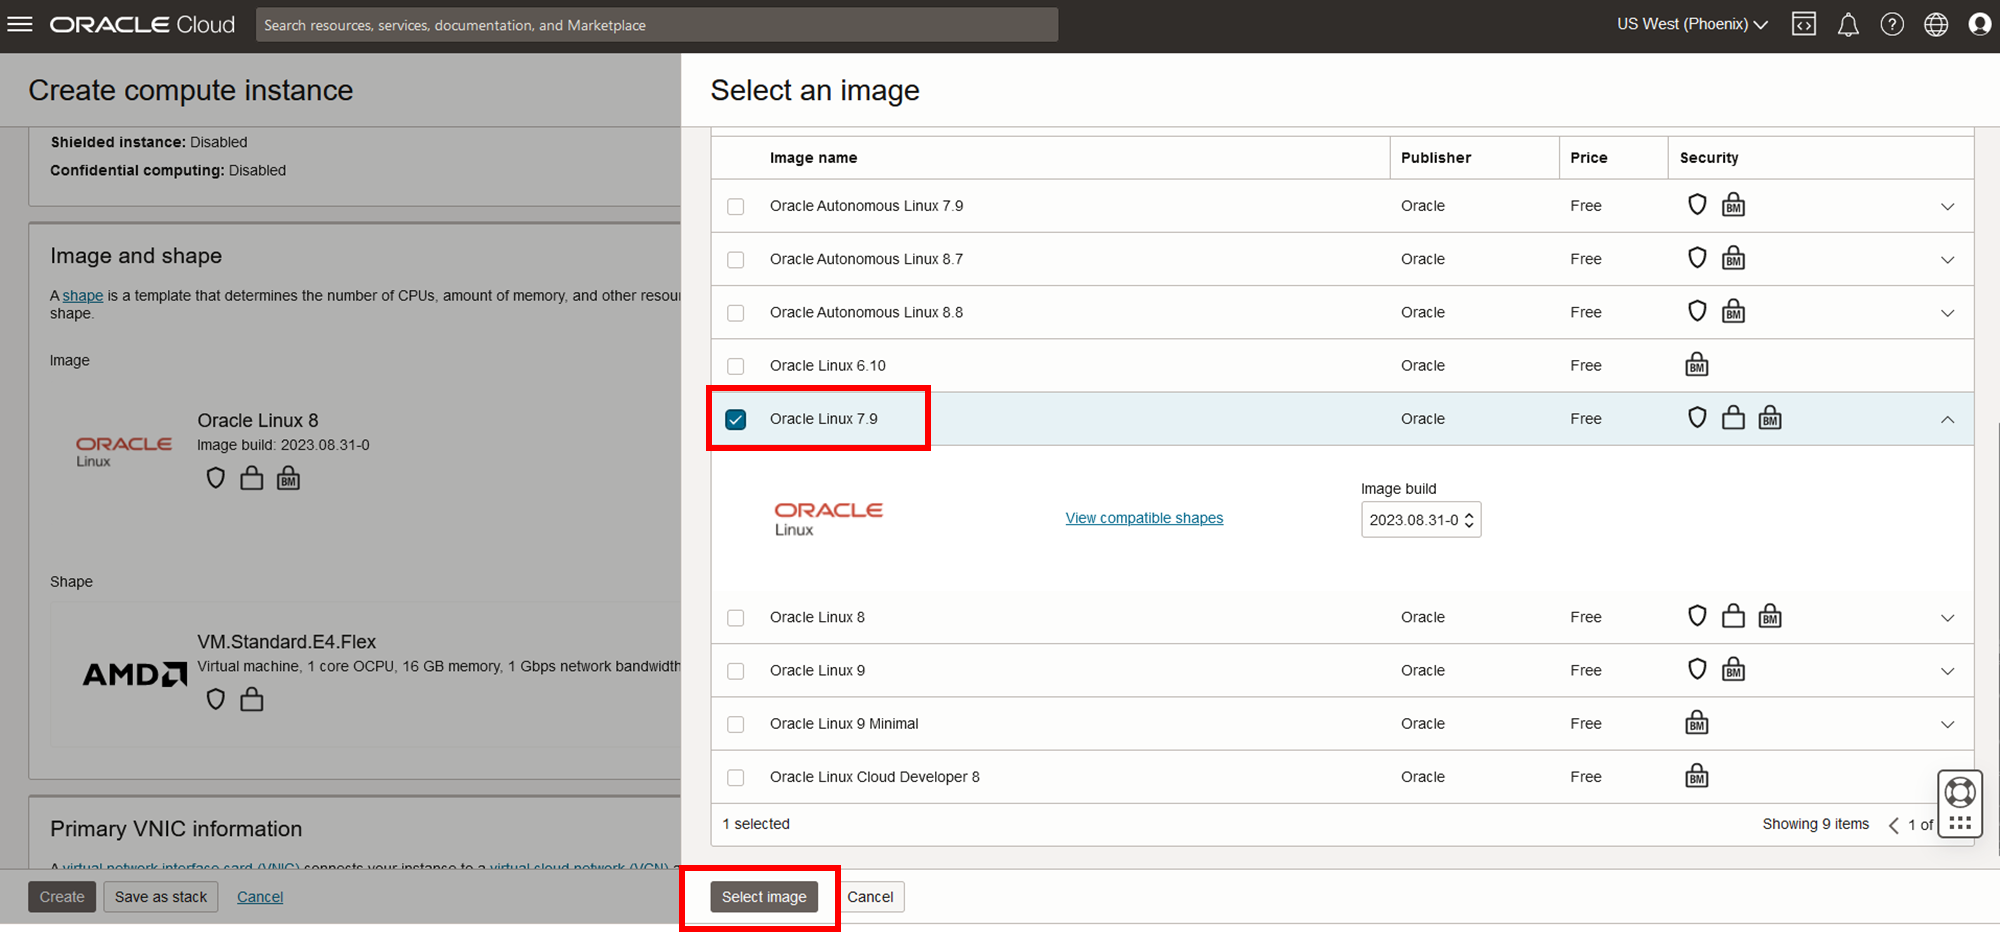 ORACLE Cloud
Search resources, services, documentation, and Marketplace
US West (Phoenix)
Create compute instance
Shielded instance: Disabled
Confidential computing: Disabled
Image and shape
A shape is a template that determines the number of CPUs, amount of memory, and other resou
shape.
Image
ORACLE
Linux
Oracle Linux 8
Image build: 2023.08.31-0
BM
Shape
AMD
VM.Standard.E4.Flex
Virtual machine, 1 core OCPU, 16 GB memory, 1 Gbps network bandwidth
Primary VNIC information
A virtual network interface card (VNIC) connects your instance to a virtual cloud network (VCN) a
Create
Save as stack
Cancel
Select an image
Image name Publisher Price Security
Oracle Autonomous Linux 7.9 Oracle Free BM
Oracle Autonomous Linux 8.7 Oracle Free BM
Oracle Autonomous Linux 8.8 Oracle Free BM
Oracle Linux 6.10 Oracle Free BM
Oracle Linux 7.9 Oracle Free BM
ORACLE
Linux
View compatible shapes
Image build
2023.08.31-0
Oracle Linux 8 Oracle Free BM
Oracle Linux 9 Oracle Free BM
Oracle Linux 9 Minimal Oracle Free BM
Oracle Linux Cloud Developer 8 Oracle Free BM
1 selected
Showing 9 items 1 of
Select image
Cancel